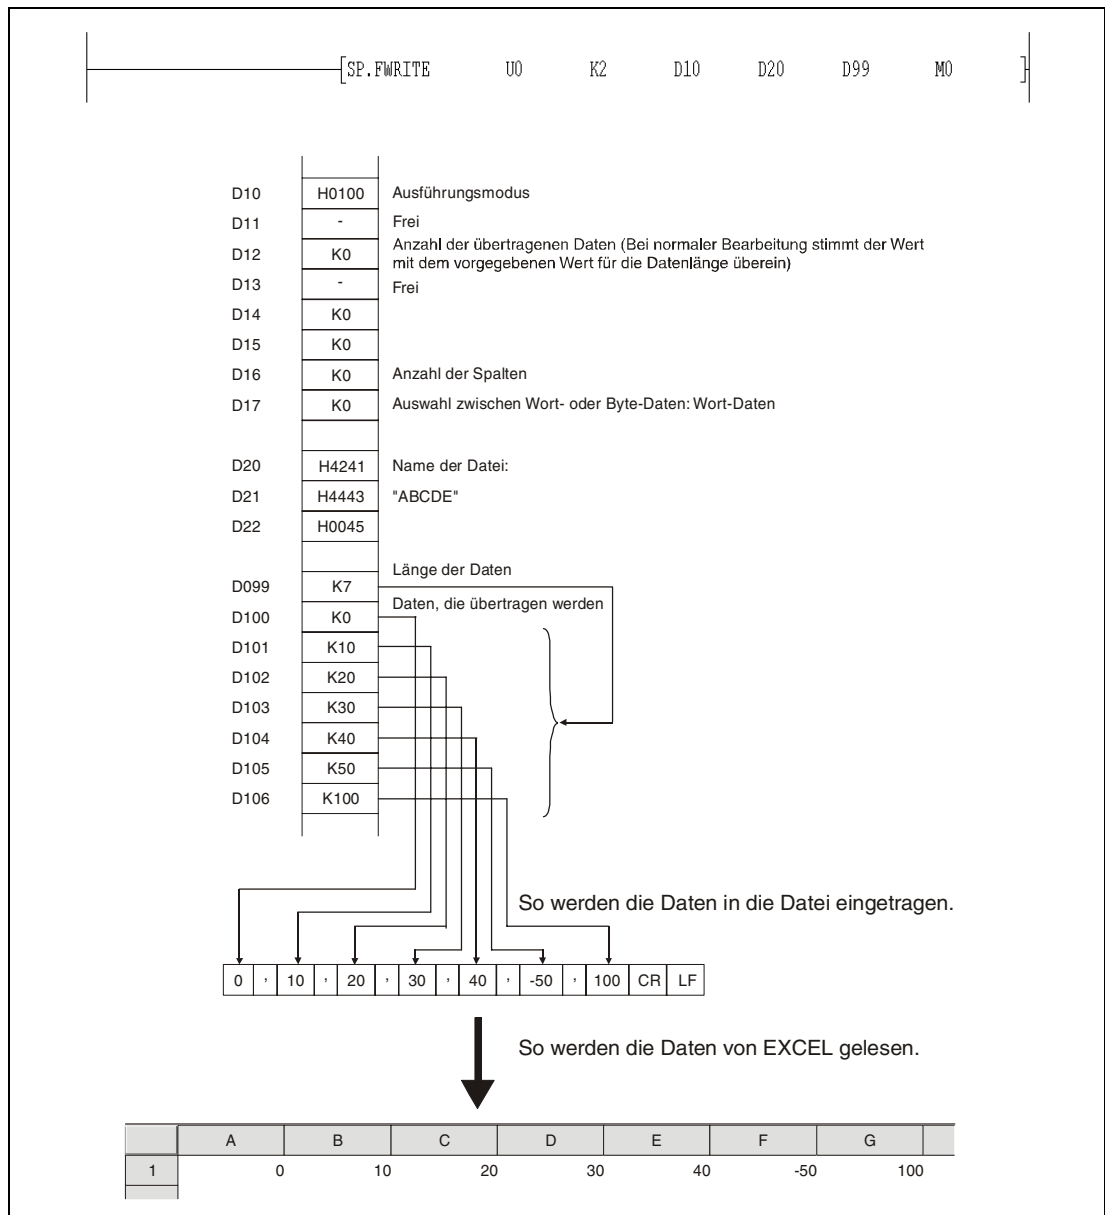 SP.FWRITE U0 K2 D10 D20 D99 M0
D10 H0100 Ausführungsmodus
D11 - Frei
D12 K0 Anzahl der übertragenen Daten (Bei normaler Bearbeitung stimmt der Wert
mit dem vorgegebenen Wert für die Datenlänge überein)
D13 - Frei
D14 K0
D15 K0
D16 K0 Anzahl der Spalten
D17 K0 Auswahl zwischen Wort- oder Byte-Daten: Wort-Daten
D20 H4241 Name der Datei:
D21 H4443 "ABCDE"
D22 H0045
Länge der Daten
D099 K7
Daten, die übertragen werden
D100 K0
D101 K10
D102 K20
D103 K30
D104 K40
D105 K50
D106 K100
So werden die Daten in die Datei eingetragen.
0 , 10 , 20 , 30 , 40 , -50 , 100 CR LF
So werden die Daten von EXCEL gelesen.
A B C D E F G
1 0 10 20 30 40 -50 100